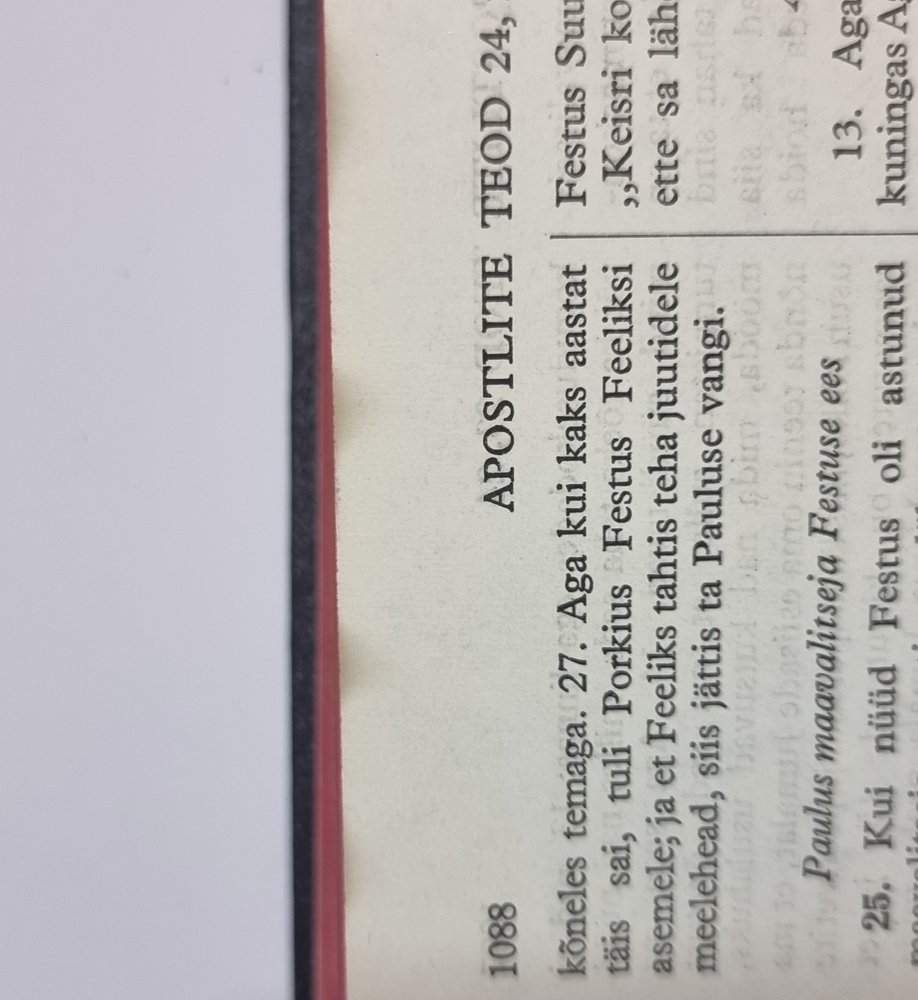 1088
APOSTLITE TEOD 24,
kõneles temaga. 27. Aga kui kaks aastat
täis sai, tuli Porkius Festus Feeliksi
asemele; ja et Feeliks tahtis teha juutidele
meelehead, siis jättis ta Pauluse vangi.
Paulus maavalitseja Festuse ees
25. Kui nüüd Festus oli astunud
Festus Suu
,,Keisri ko
ette sa läh
13. Aga
kuningas A